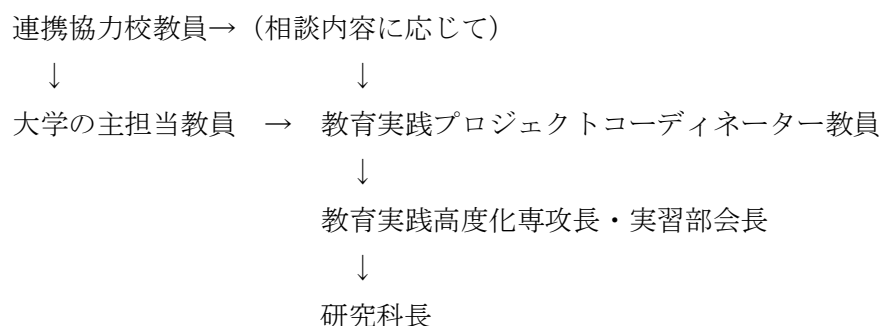 連携協力校教員→（相談内容に応じて）
↓　↓
大学の主担当教員　→　教育実践プロジェクトコーディネーター教員
↓
教育実践高度化専攻長・実習部会長
↓
研究科長